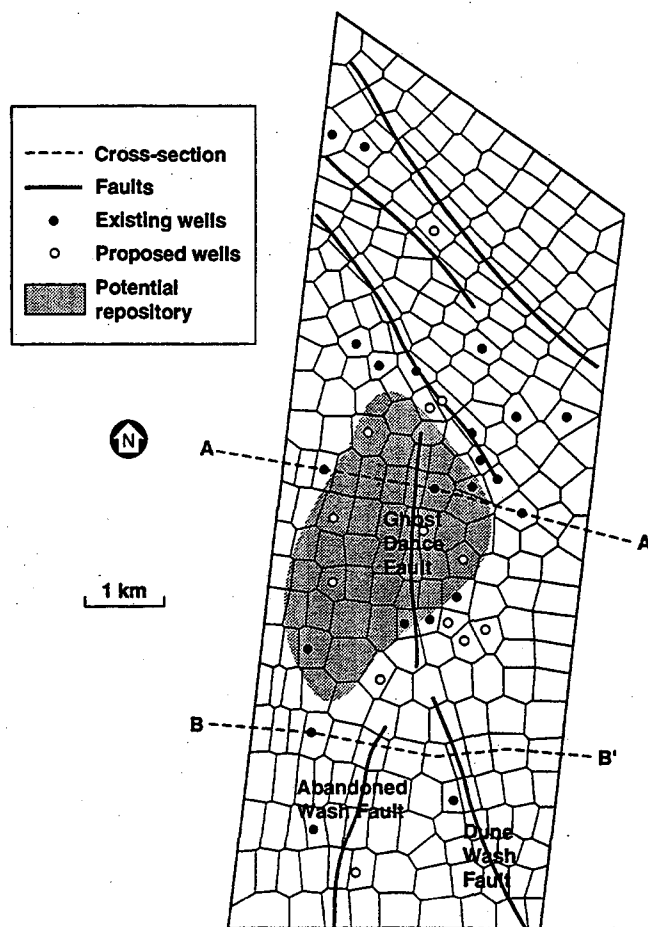 Cross-section
Faults
Existing wells
Proposed wells
Potential
repository
N
A
A
Ghost
Dance
Fault
1 km
B
B'
Abandoned
Wash Fault
Dune
Wash
Fault